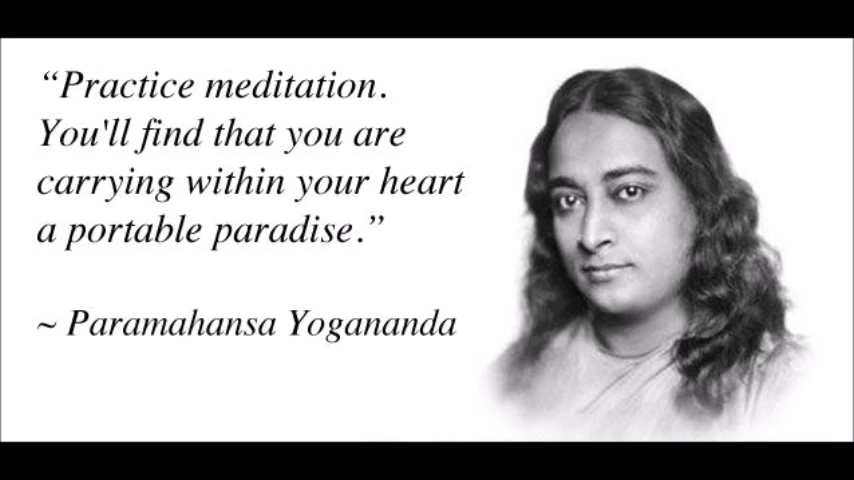 “Practice meditation.
You'll find that you are
carrying within your heart
a portable paradise.”
~ Paramahansa Yogananda